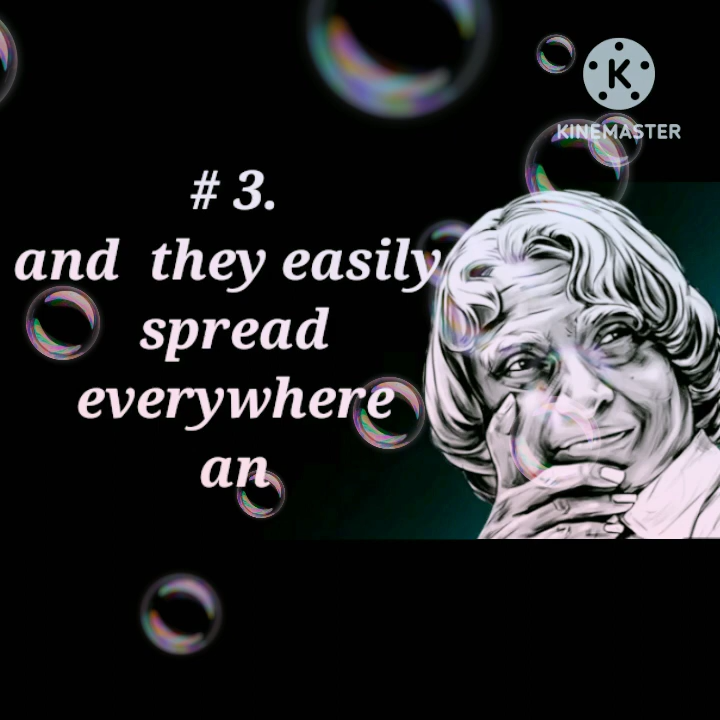 K
KINEMASTER
# 3.
and they easily
spread
everywhere
an